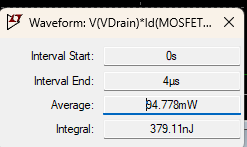 Waveform: V(VDrain)*Id(MOSFET
Interval Start: 0s
Interval End: 4µs
Average: 94.778mW
Integral: 379.11nJ